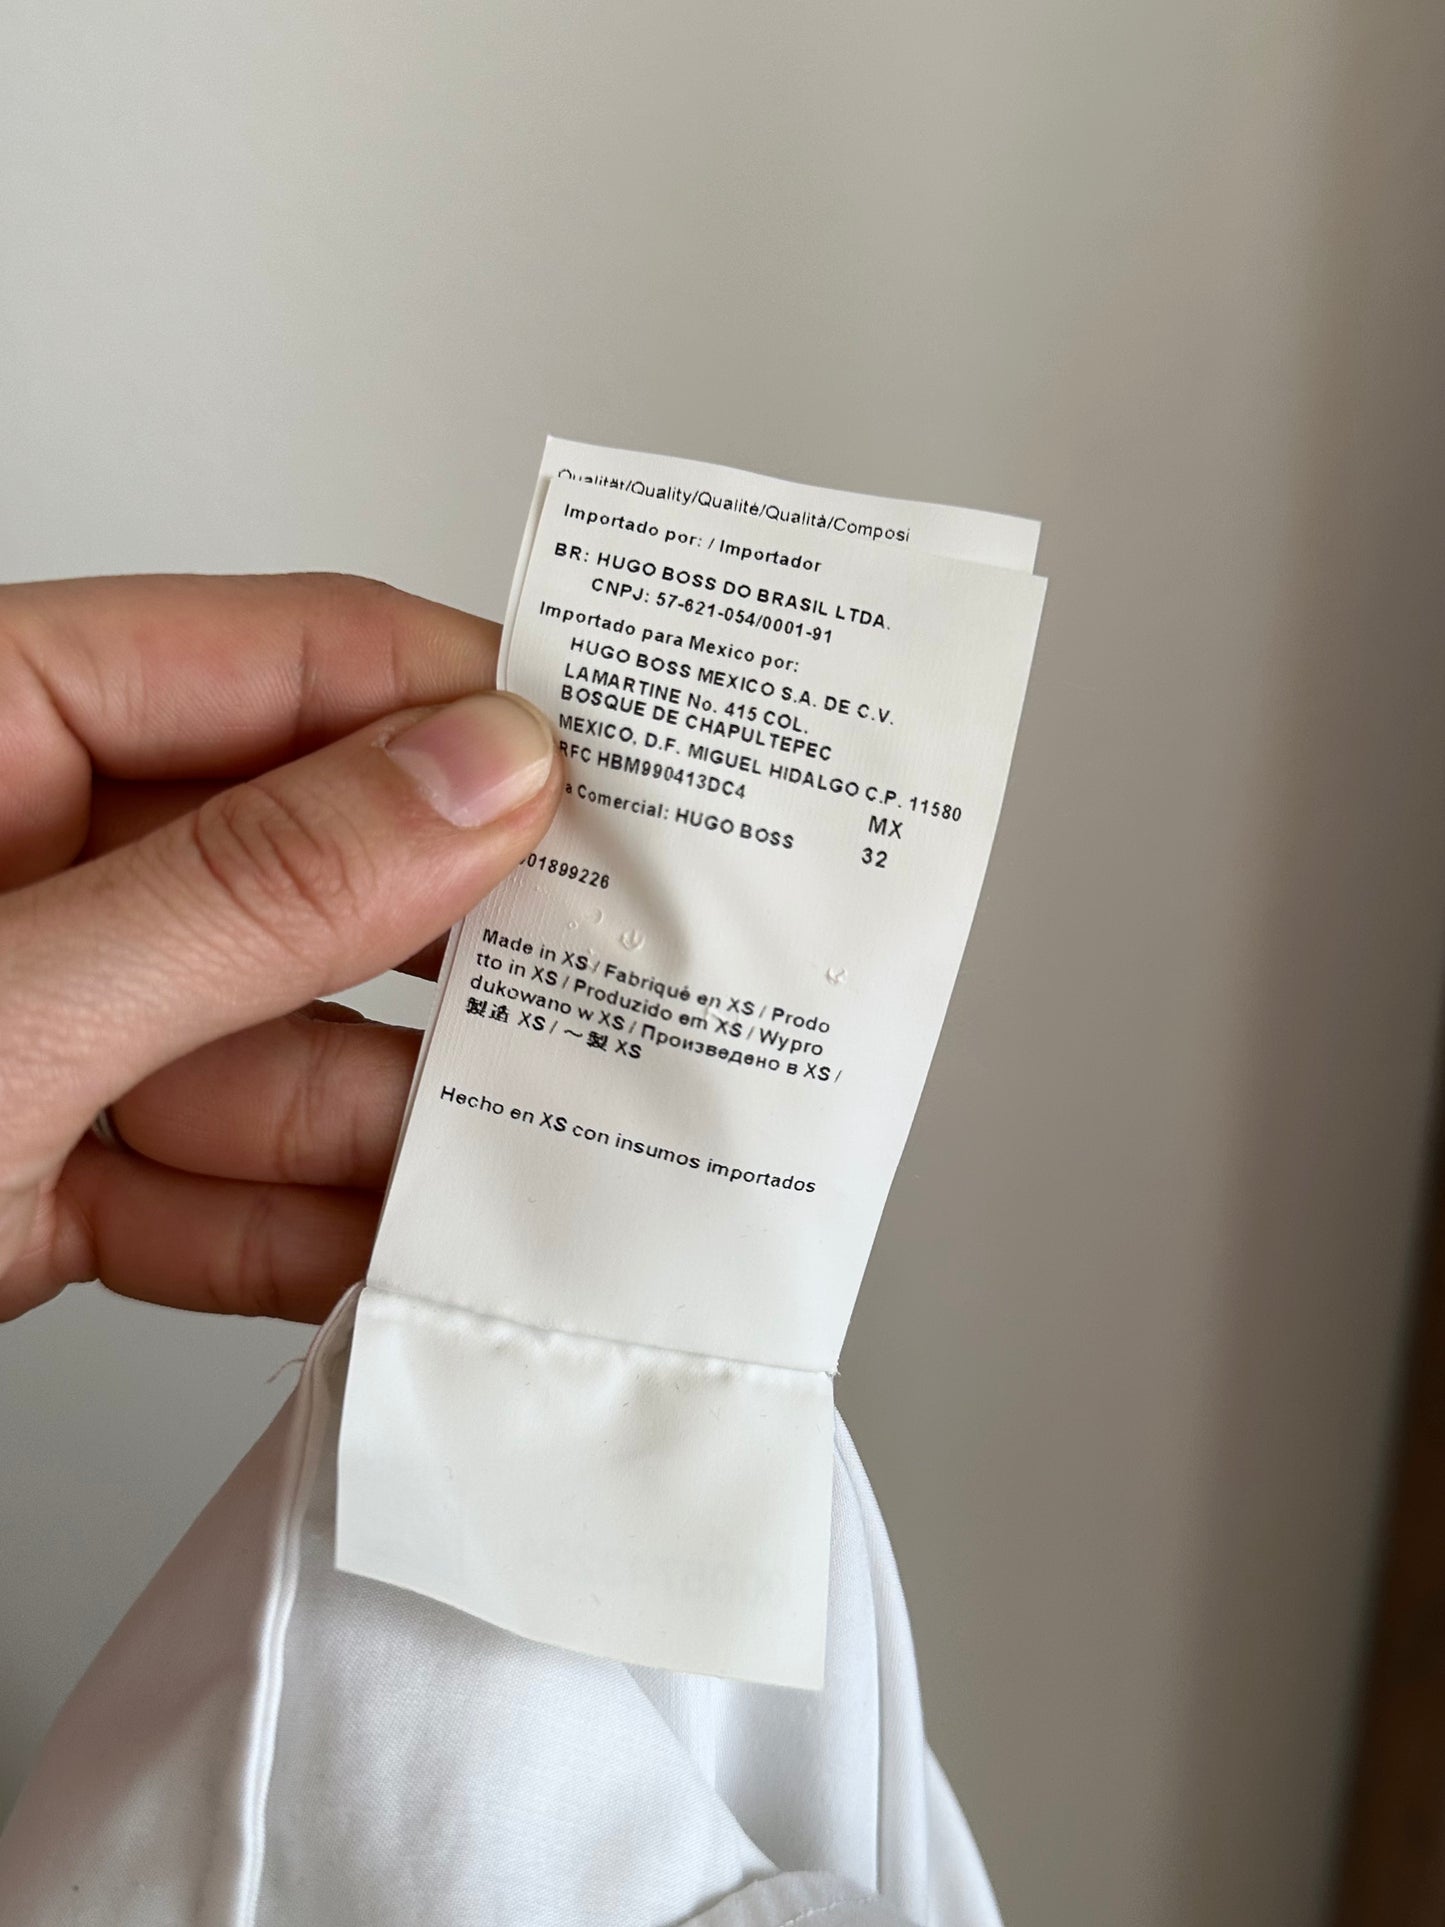 Qualität/Quality/Qualité/Qualità/Composi
Importado por: / Importador
BR: HUGO BOSS DO BRASIL LTDA.
CNPJ: 57-621-054/0001-91
Importado para Mexico por:
HUGO BOSS MEXICO S.A. DE C.V.
LAMARTINE No. 415 COL.
BOSQUE DE CHAPULTEPEC
MEXICO, D.F. MIGUEL HIDALGO C.P. 11580
RFC HBM990413DC4
MX
a Comercial: HUGO BOSS
32
01899226
Made in XS / Fabriqué en XS / Prodo
tto in XS / Produzido em XS / Wypro
dukowano w XS / Произведено в XS /
製造 XS / ～製 XS
Hecho en XS con insumos importados